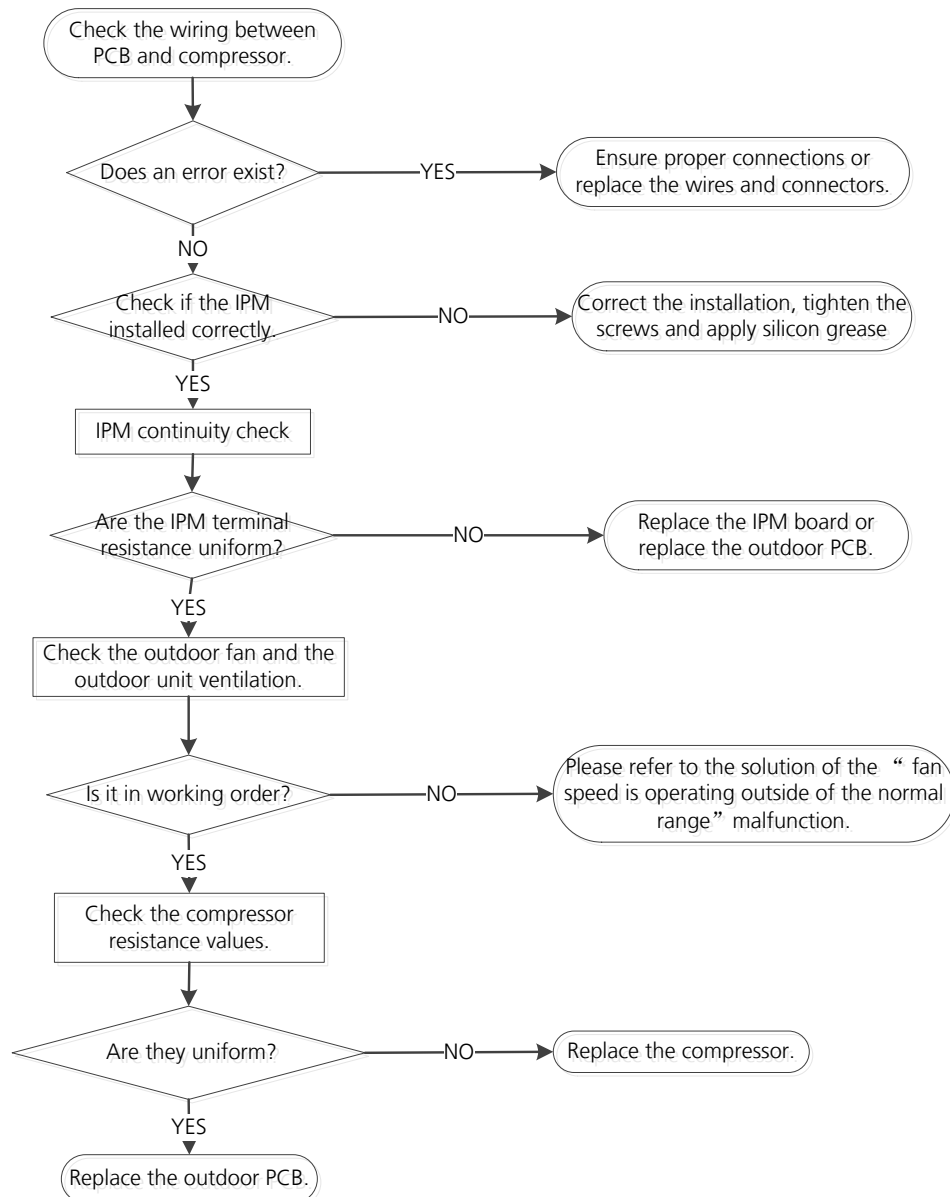 Check the wiring between
PCB and compressor.
Does an error exist?
YES
Ensure proper connections or
replace the wires and connectors.
NO
Check if the IPM
installed correctly.
NO
Correct the installation, tighten the
screws and apply silicon grease
YES
IPM continuity check
Are the IPM terminal
resistance uniform?
NO
Replace the IPM board or
replace the outdoor PCB.
YES
Check the outdoor fan and the
outdoor unit ventilation.
Is it in working order?
NO
Please refer to the solution of the “ fan
speed is operating outside of the normal
range” malfunction.
YES
Check the compressor
resistance values.
Are they uniform?
NO
Replace the compressor.
YES
Replace the outdoor PCB.